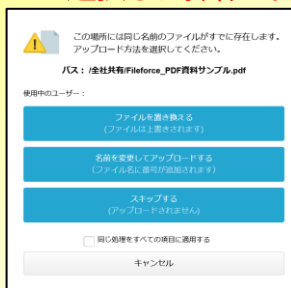 この場所には同じ名前のファイルがすでに存在します。
アップロード方法を選択してください。
パス： /全社共有/Fileforce_PDF資料サンプル.pdf
使用中のユーザー：
ファイルを置き換える
(ファイルは上書きされます)
名前を変更してアップロードする
(ファイル名に番号が追加されます)
スキップする
(アップロードされません)
同じ処理をすべての項目に適用する
キャンセル